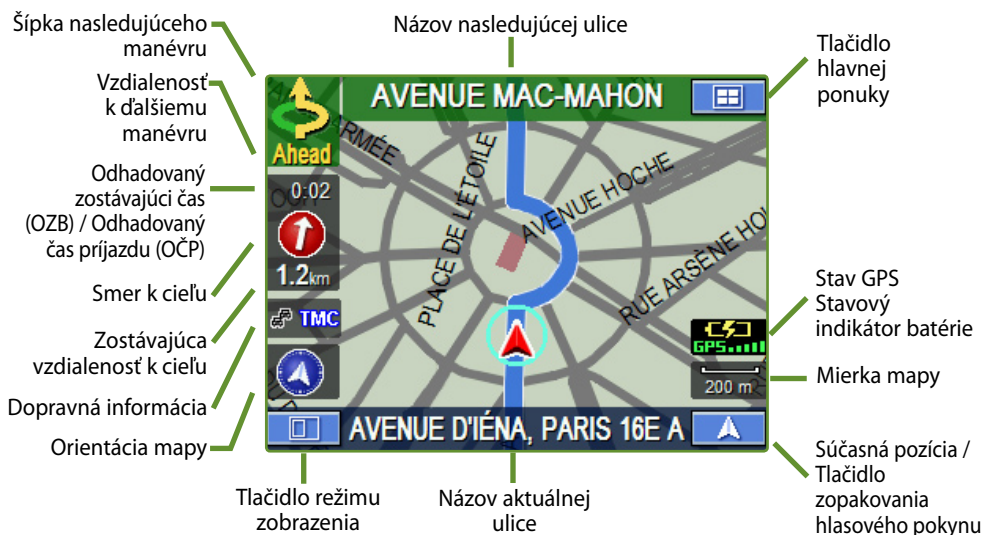 Šípka nasledujúceho
manévru
Názov nasledujúcej ulice
Tlačidlo
hlavnej
ponuky
Vzdialenosť
k ďalšiemu
manévru
Odhadovaný
zostávajúci čas
(OZB) / Odhadovaný
čas príjazdu (OČP)
Smer k cieľu
Zostávajúca
vzdialenosť k cieľu
Dopravná informácia
Orientácia mapy
AVENUE MAC-MAHON
Ahead
ARMÉE
0:02
PLACE DE L'ÉTOILE
AVENUE HOCHE
RUE ARSÈNE HOU
1.2km
TMC
GPS
200 m
AVENUE D'IÉNA, PARIS 16E A
Stav GPS
Stavový
indikátor batérie
Mierka mapy
Súčasná pozícia /
Tlačidlo
zopakovania
hlasového pokynu
Tlačidlo režimu
zobrazenia
Názov aktuálnej
ulice